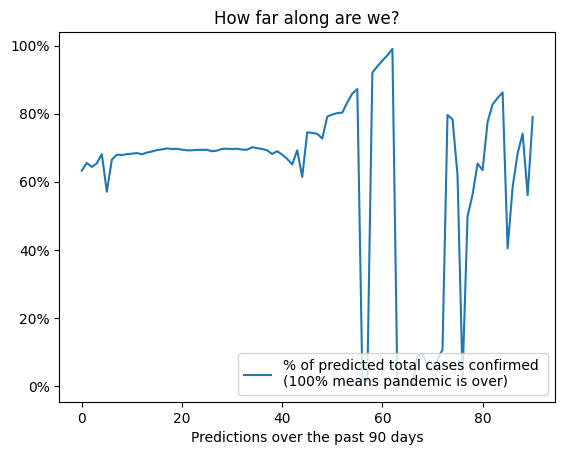 How far along are we?
100%
80%
60%
40%
20%
0%
% of predicted total cases confirmed
(100% means pandemic is over)
0
20
40
60
80
Predictions over the past 90 days